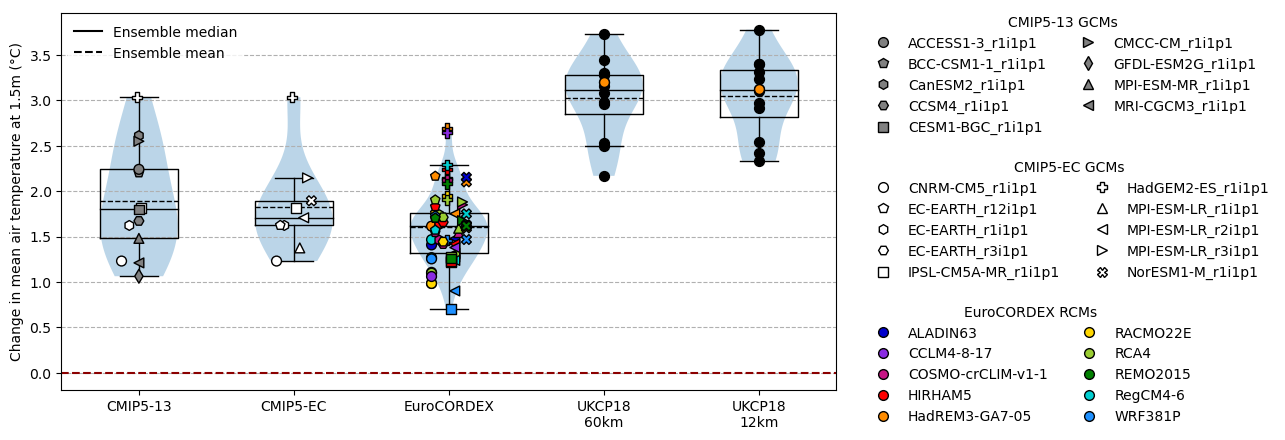 Ensemble median
Ensemble mean
Change in mean air temperature at 1.5m (°C)
3.5
3.0
2.5
2.0
1.5
1.0
0.5
0.0
CMIP5-13
CMIP5-EC
EuroCORDEX
UKCP18
60km
UKCP18
12km
CMIP5-13 GCMs
ACCESS1-3_r1i1p1
BCC-CSM1-1_r1i1p1
CanESM2_r1i1p1
CCSM4_r1i1p1
CESM1-BGC_r1i1p1
CMCC-CM_r1i1p1
GFDL-ESM2G_r1i1p1
MPI-ESM-MR_r1i1p1
MRI-CGCM3_r1i1p1
CMIP5-EC GCMs
CNRM-CM5_r1i1p1
EC-EARTH_r12i1p1
EC-EARTH_r1i1p1
EC-EARTH_r3i1p1
IPSL-CM5A-MR_r1i1p1
HadGEM2-ES_r1i1p1
MPI-ESM-LR_r1i1p1
MPI-ESM-LR_r2i1p1
MPI-ESM-LR_r3i1p1
NorESM1-M_r1i1p1
EuroCORDEX RCMs
ALADIN63
CCLM4-8-17
COSMO-crCLIM-v1-1
HIRHAM5
HadREM3-GA7-05
RACMO22E
RCA4
REMO2015
RegCM4-6
WRF381P